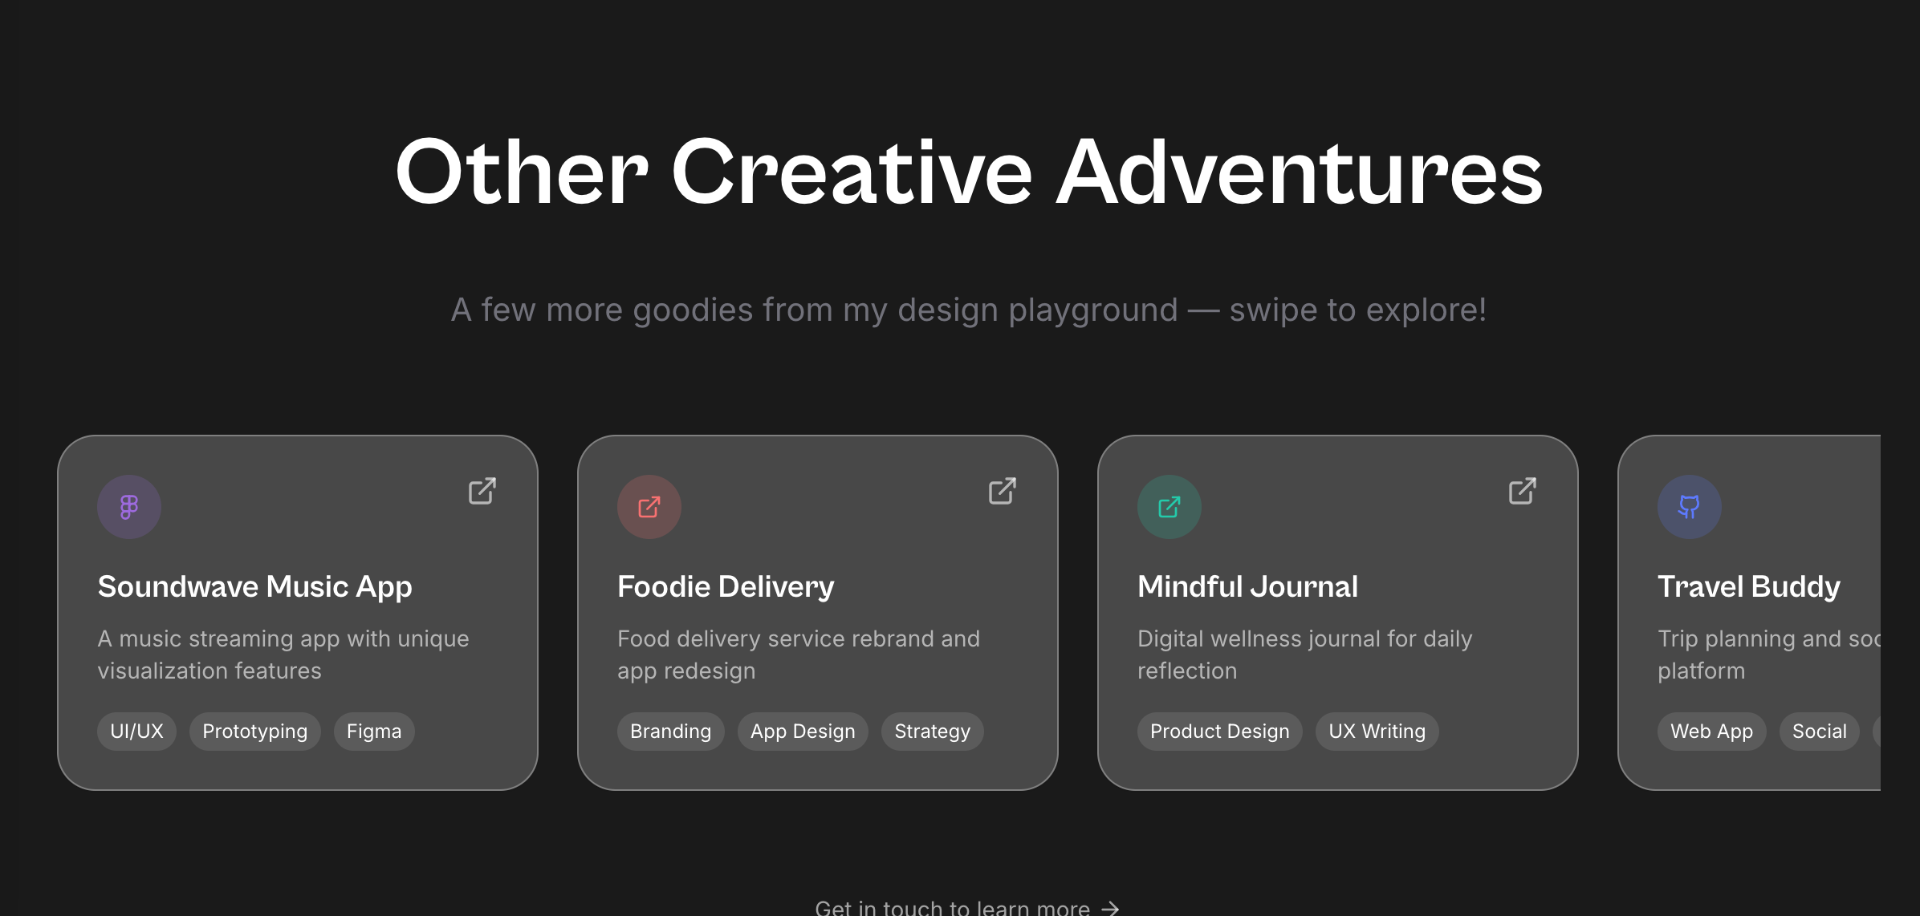 Other Creative Adventures
A few more goodies from my design playground — swipe to explore!
Soundwave Music App
A music streaming app with unique
visualization features
UI/UX
Prototyping
Figma
Foodie Delivery
Food delivery service rebrand and
app redesign
Branding
App Design
Strategy
Mindful Journal
Digital wellness journal for daily
reflection
Product Design
UX Writing
Travel Buddy
Trip planning and
platform
Web App
Social
Get in touch to learn more →